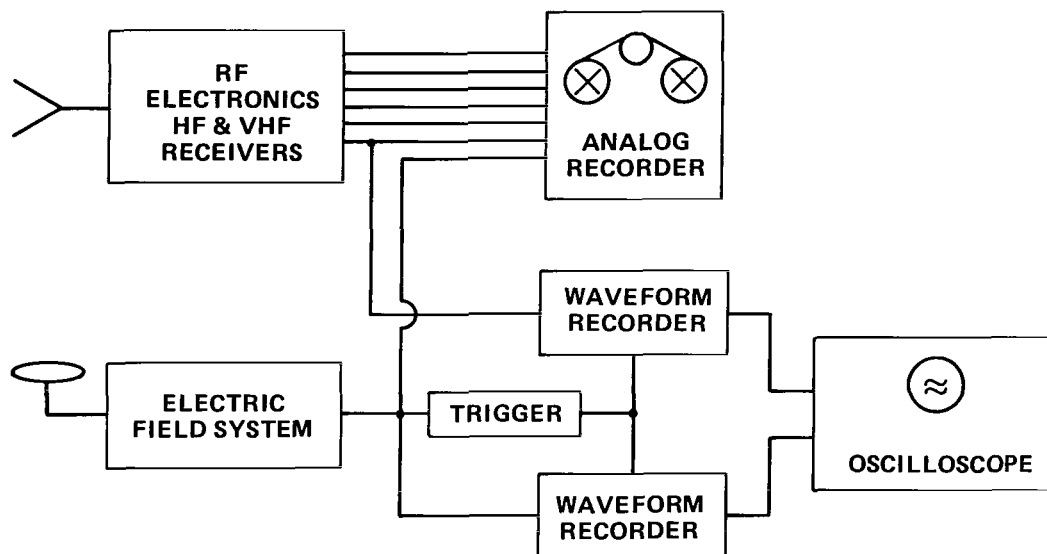 RF
ELECTRONICS
HF & VHF
RECEIVERS
ANALOG
RECORDER
WAVEFORM
RECORDER
ELECTRIC
FIELD SYSTEM
TRIGGER
OSCILLOSCOPE
WAVEFORM
RECORDER